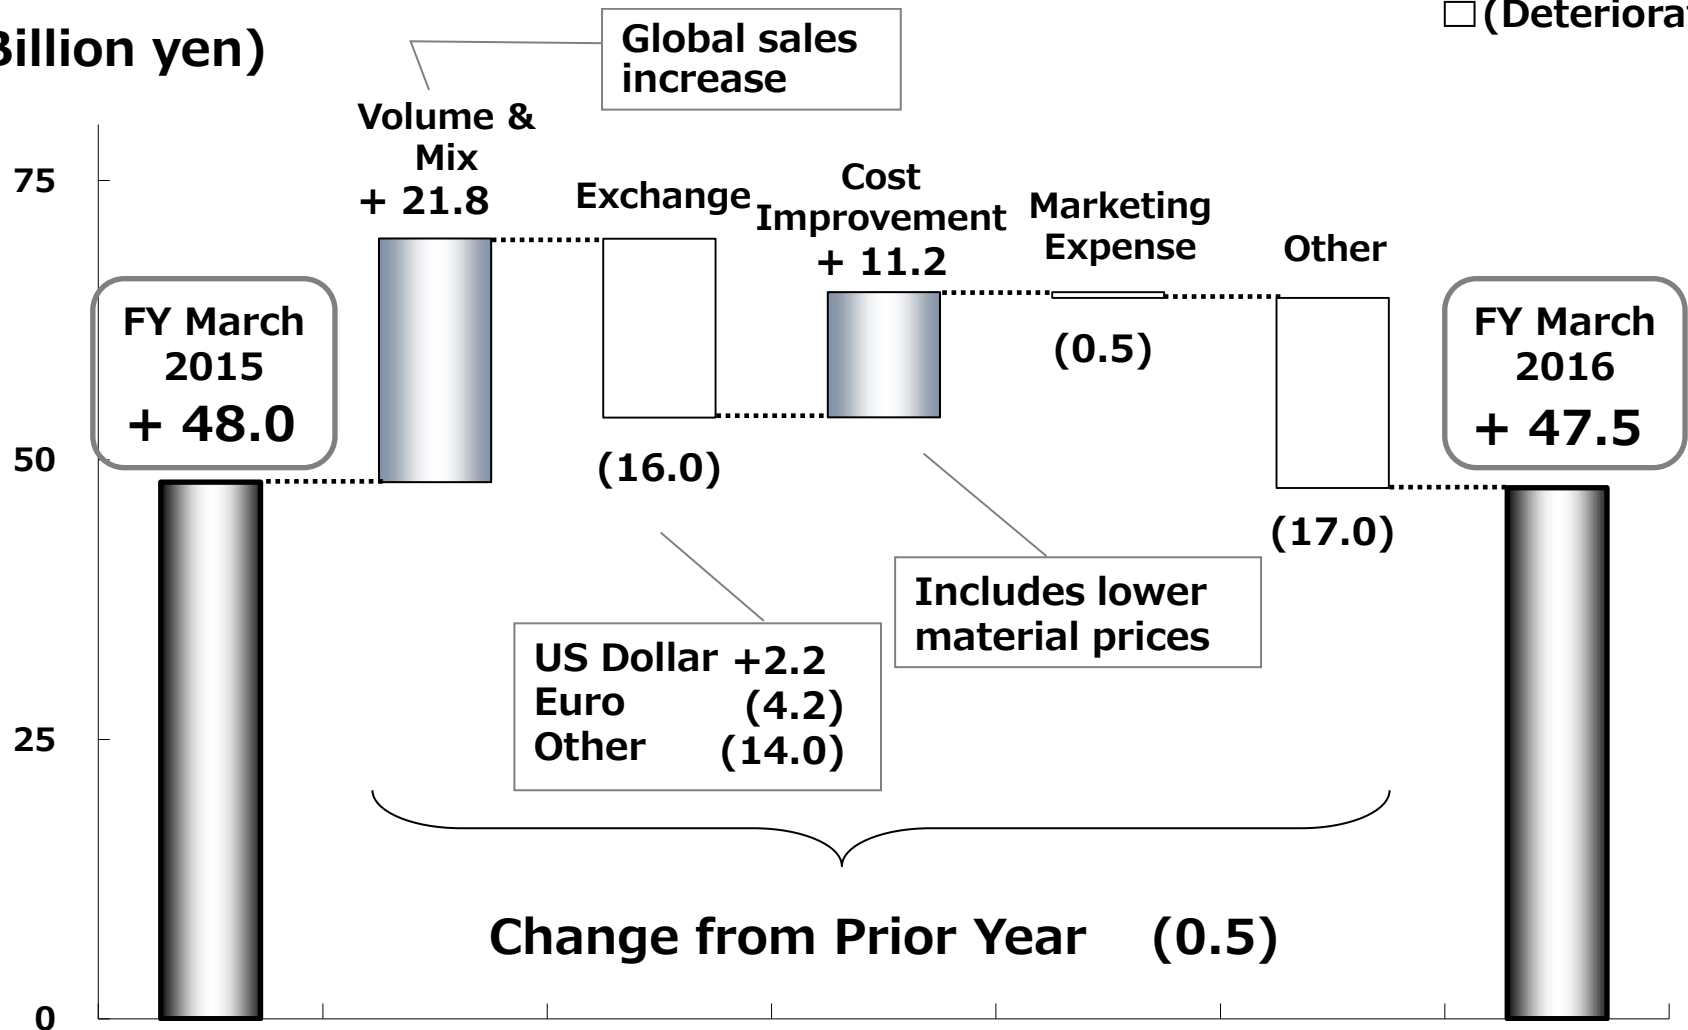 Billion yen)
Global sales
increase
Volume &
Mix
+ 21.8
Exchange
(16.0)
Cost
Improvement
+ 11.2
Marketing
Expense
(0.5)
Other
(17.0)
FY March
2015
+ 48.0
FY March
2016
+ 47.5
75
50
25
0
US Dollar +2.2
Euro (4.2)
Other (14.0)
Includes lower
material prices
Change from Prior Year (0.5)